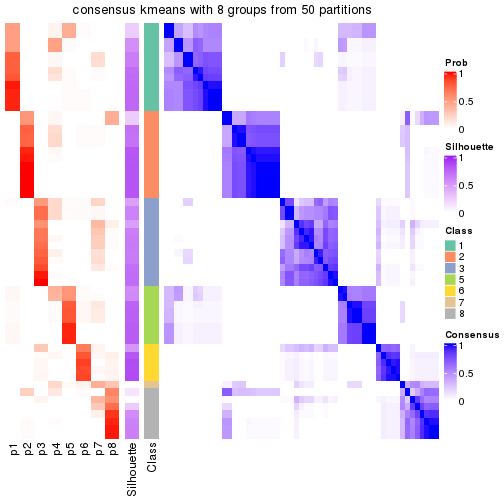 consensus kmeans with 8 groups from 50 partitions
Prob
1
0.5
0
Silhouette
1
0.5
0
Class
1
2
3
5
6
7
8
Consensus
1
0.5
0
p1
p2
p3
p4
p5
p6
p7
p8
Silhouette
Class